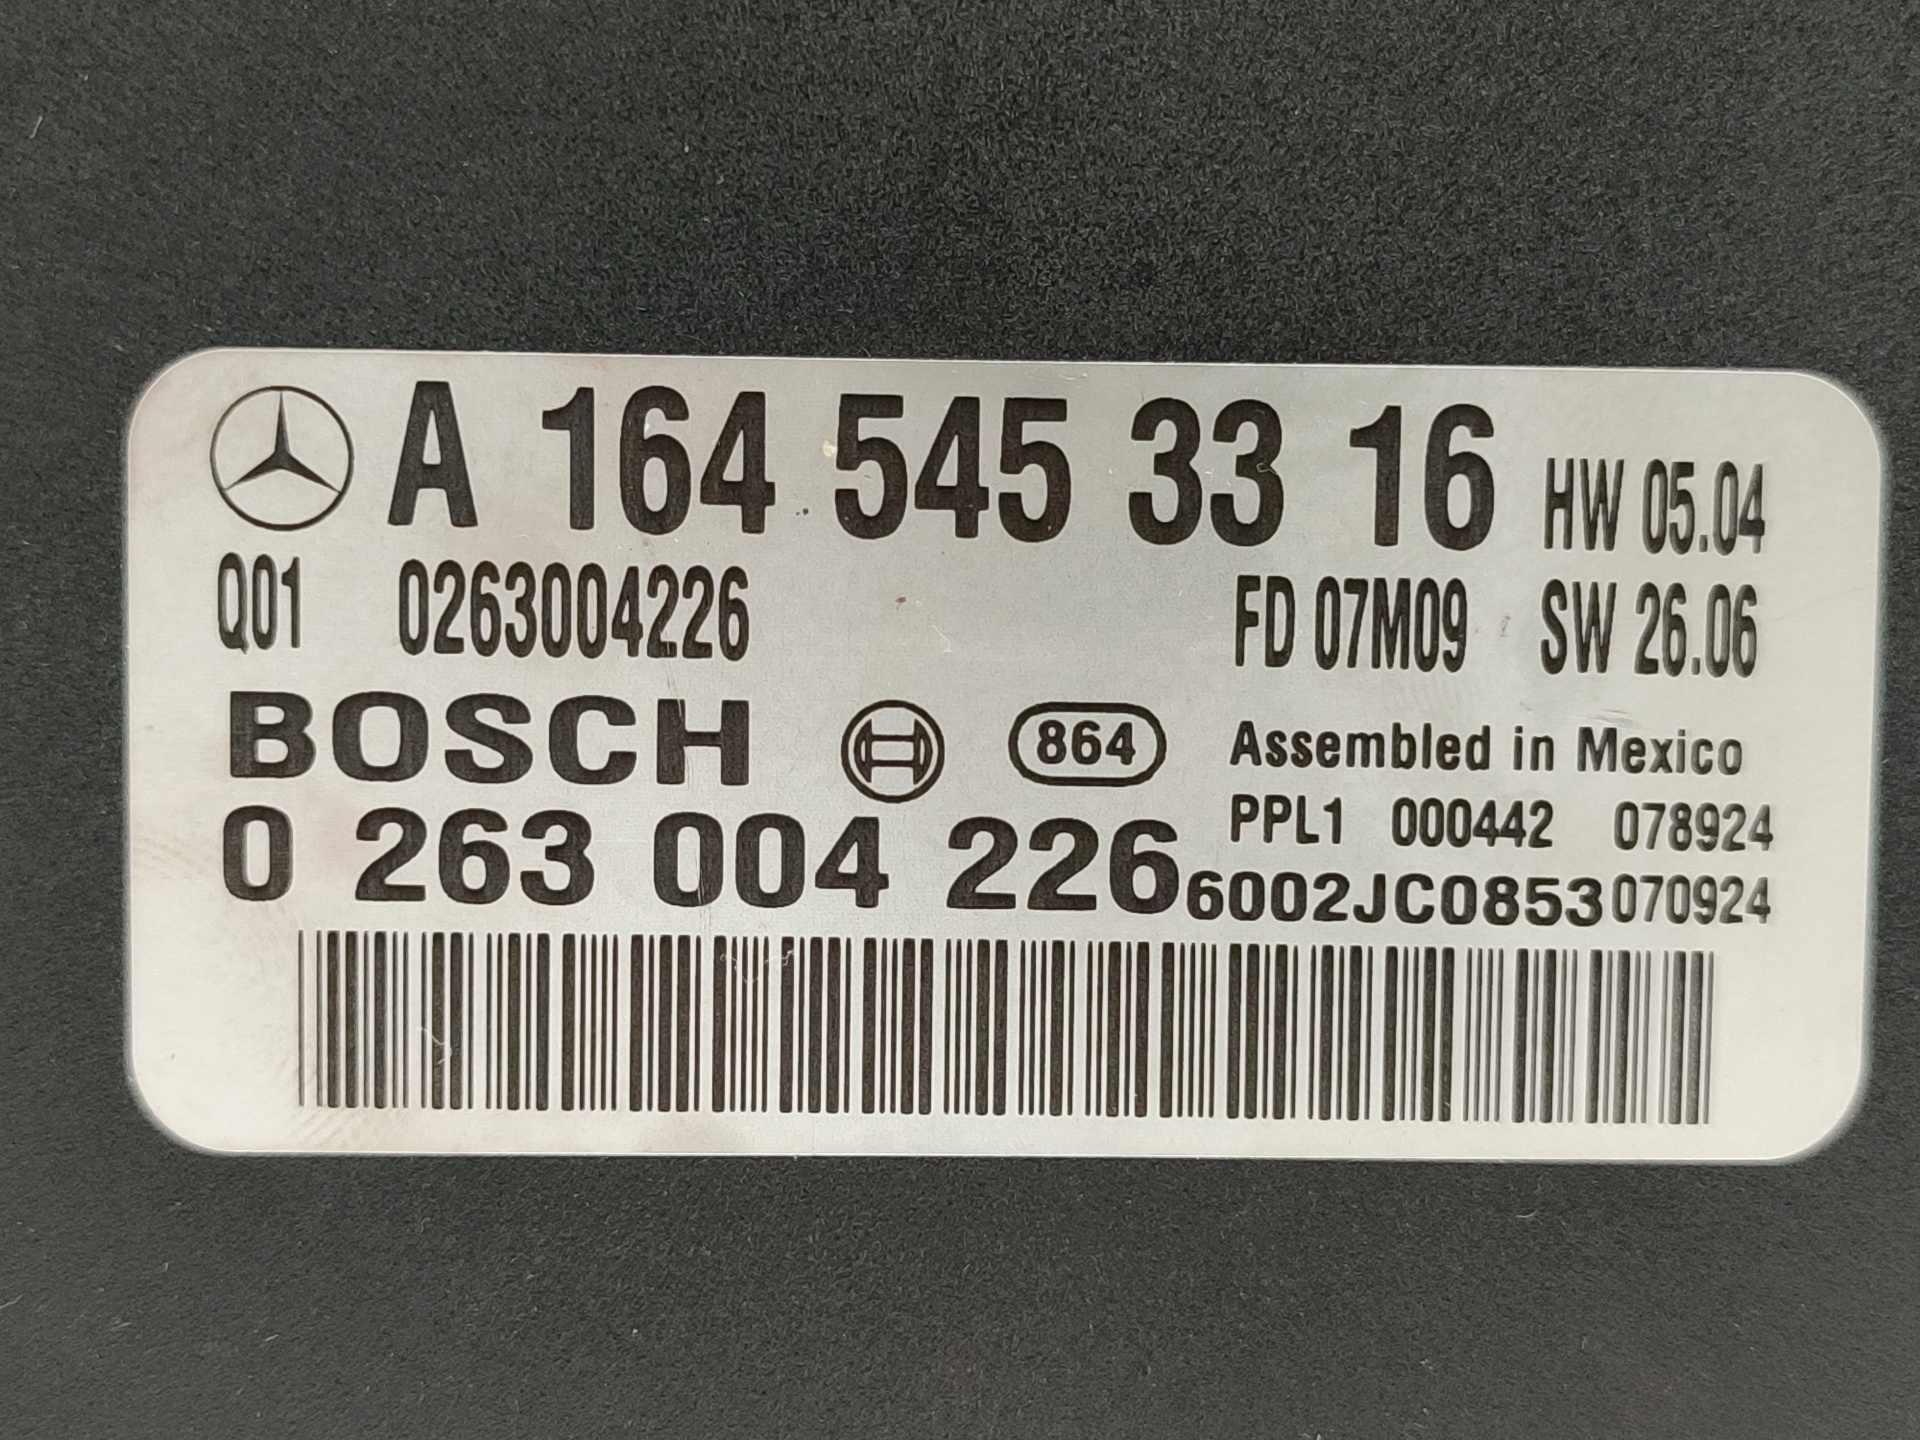 A 164 545 33 16 HW 05.04
Q01 0263004226 FD 07M09 SW 26.06
BOSCH 864 Assembled in Mexico
0 263 004 226 PPL1 000442 078924
6002JC0853 070924